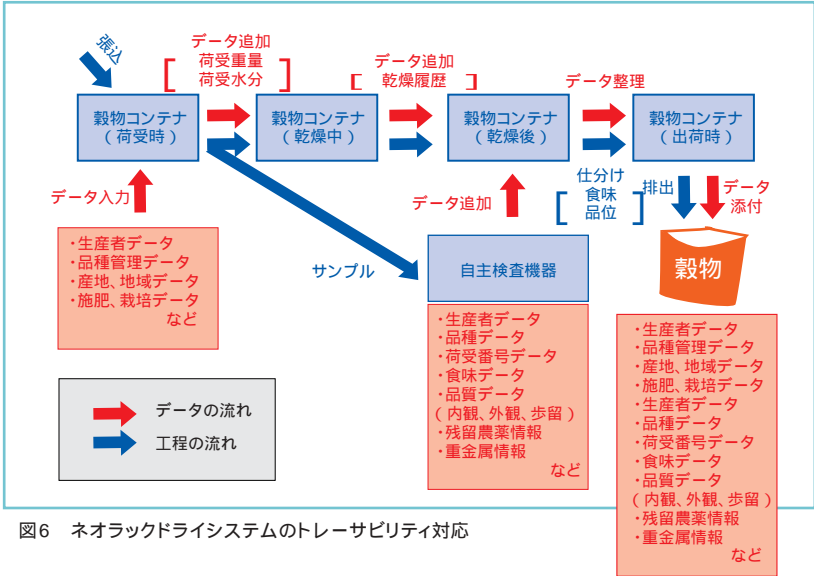 張込
データ追加
荷受重量
荷受水分
データ追加
乾燥履歴
データ整理
穀物コンテナ
(荷受時)
穀物コンテナ
(乾燥中)
穀物コンテナ
(乾燥後)
穀物コンテナ
(出荷時)
データ入力
サンプル
データ追加
仕分け
食味
品位
排出
データ
添付
・生産者データ
・品種管理データ
・産地、地域データ
・施肥、栽培データ
など
自主検査機器
穀物
・生産者データ
・品種データ
・荷受番号データ
・食味データ
・品質データ
(内観、外観、歩留)
・残留農薬情報
・重金属情報
など
・生産者データ
・品種管理データ
・産地、地域データ
・施肥、栽培データ
・生産者データ
・品種データ
・荷受番号データ
・食味データ
・品質データ
(内観、外観、歩留)
・残留農薬情報
・重金属情報
など
データの流れ
工程の流れ
図6 ネオラックドライシステムのトレーサビリティ対応